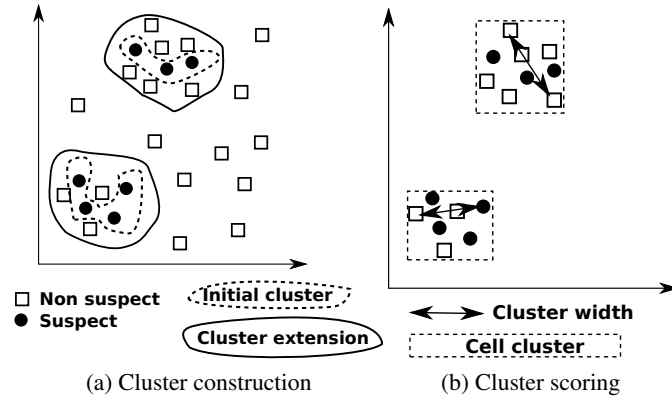 Non suspect
Suspect
Initial cluster
Cluster extension
Cluster width
Cell cluster
(a) Cluster construction
(b) Cluster scoring